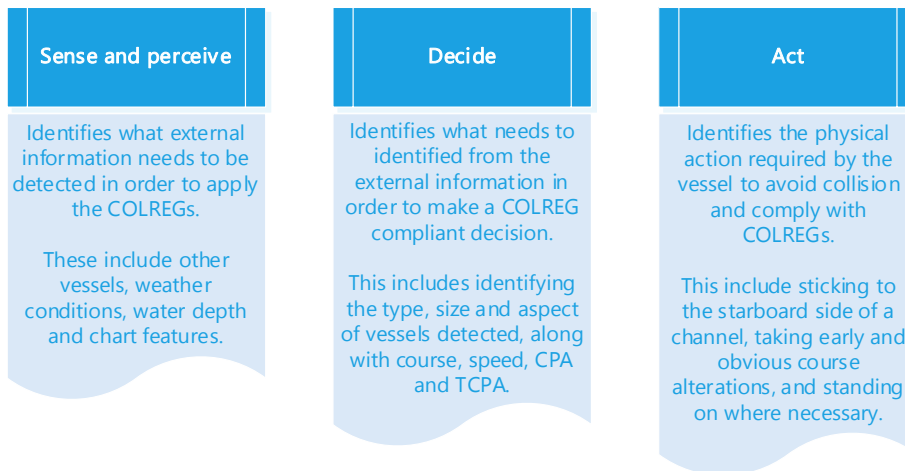 Sense and perceive
Identifies what external
information needs to be
detected in order to apply
the COLREGs.
These include other
vessels, weather
conditions, water depth
and chart features.
Decide
Identifies what needs to
identified from the
external information in
order to make a COLREG
compliant decision.
This includes identifying
the type, size and aspect
of vessels detected, along
with course, speed, CPA
and TCPA.
Act
Identifies the physical
action required by the
vessel to avoid collision
and comply with
COLREGs.
This include sticking to
the starboard side of a
channel, taking early and
obvious course
alterations, and standing
on where necessary.